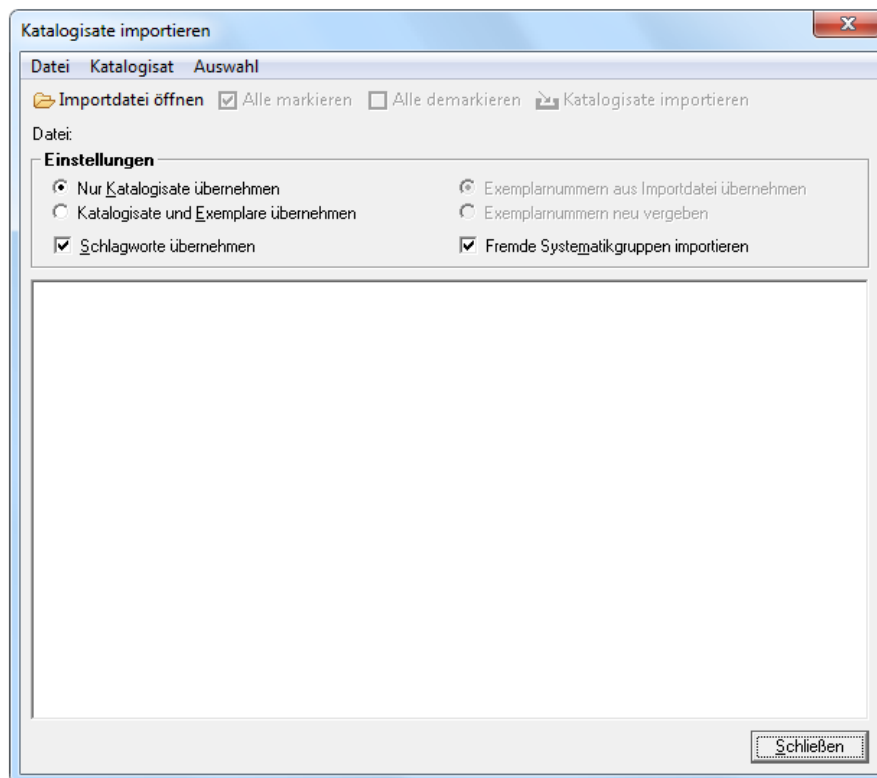 Katalogisate importieren
Datei Katalogisat Auswahl
Importdatei öffnen Alle markieren Alle demarkieren Katalogisate importieren
Datei:
Einstellungen
Nur Katalogisate übernehmen Exemplarnummern aus Importdatei übernehmen
Katalogisate und Exemplare übernehmen Exemplarnummern neu vergeben
Schlagworte übernehmen Fremde Systematikgruppen importieren
Schließen